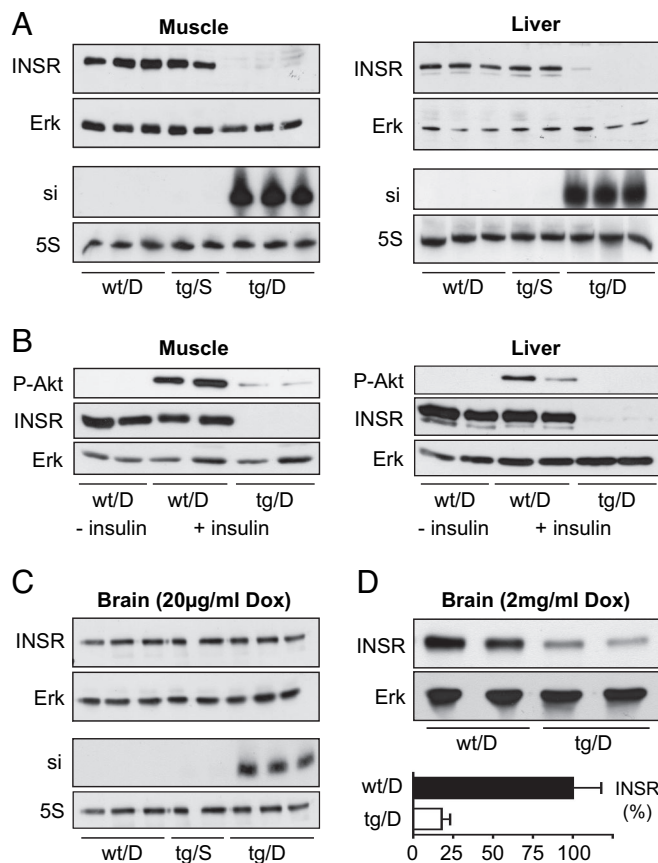 A
Muscle
Liver
INSR
INSR
Erk
Erk
si
si
5S
5S
wt/D tg/S tg/D
wt/D tg/S tg/D
B
Muscle
Liver
P-Akt
P-Akt
INSR
INSR
Erk
Erk
wt/D wt/D tg/D
wt/D wt/D tg/D
- insulin + insulin
- insulin + insulin
C
Brain (20µg/ml Dox)
INSR
Erk
si
5S
wt/D tg/S tg/D
D
Brain (2mg/ml Dox)
INSR
Erk
wt/D tg/D
wt/D
tg/D
INSR
(%)
0 25 50 75 100